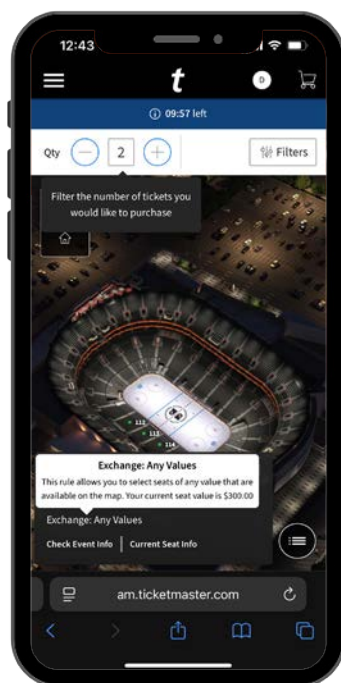 12:43
t
D
09:57 left
Qty
2
Filters
Filter the number of tickets you
would like to purchase
112
113
114
Exchange: Any Values
This rule allows you to select seats of any value that are
available on the map. Your current seat value is $300.00
Exchange: Any Values
Check Event Info | Current Seat Info
am.ticketmaster.com